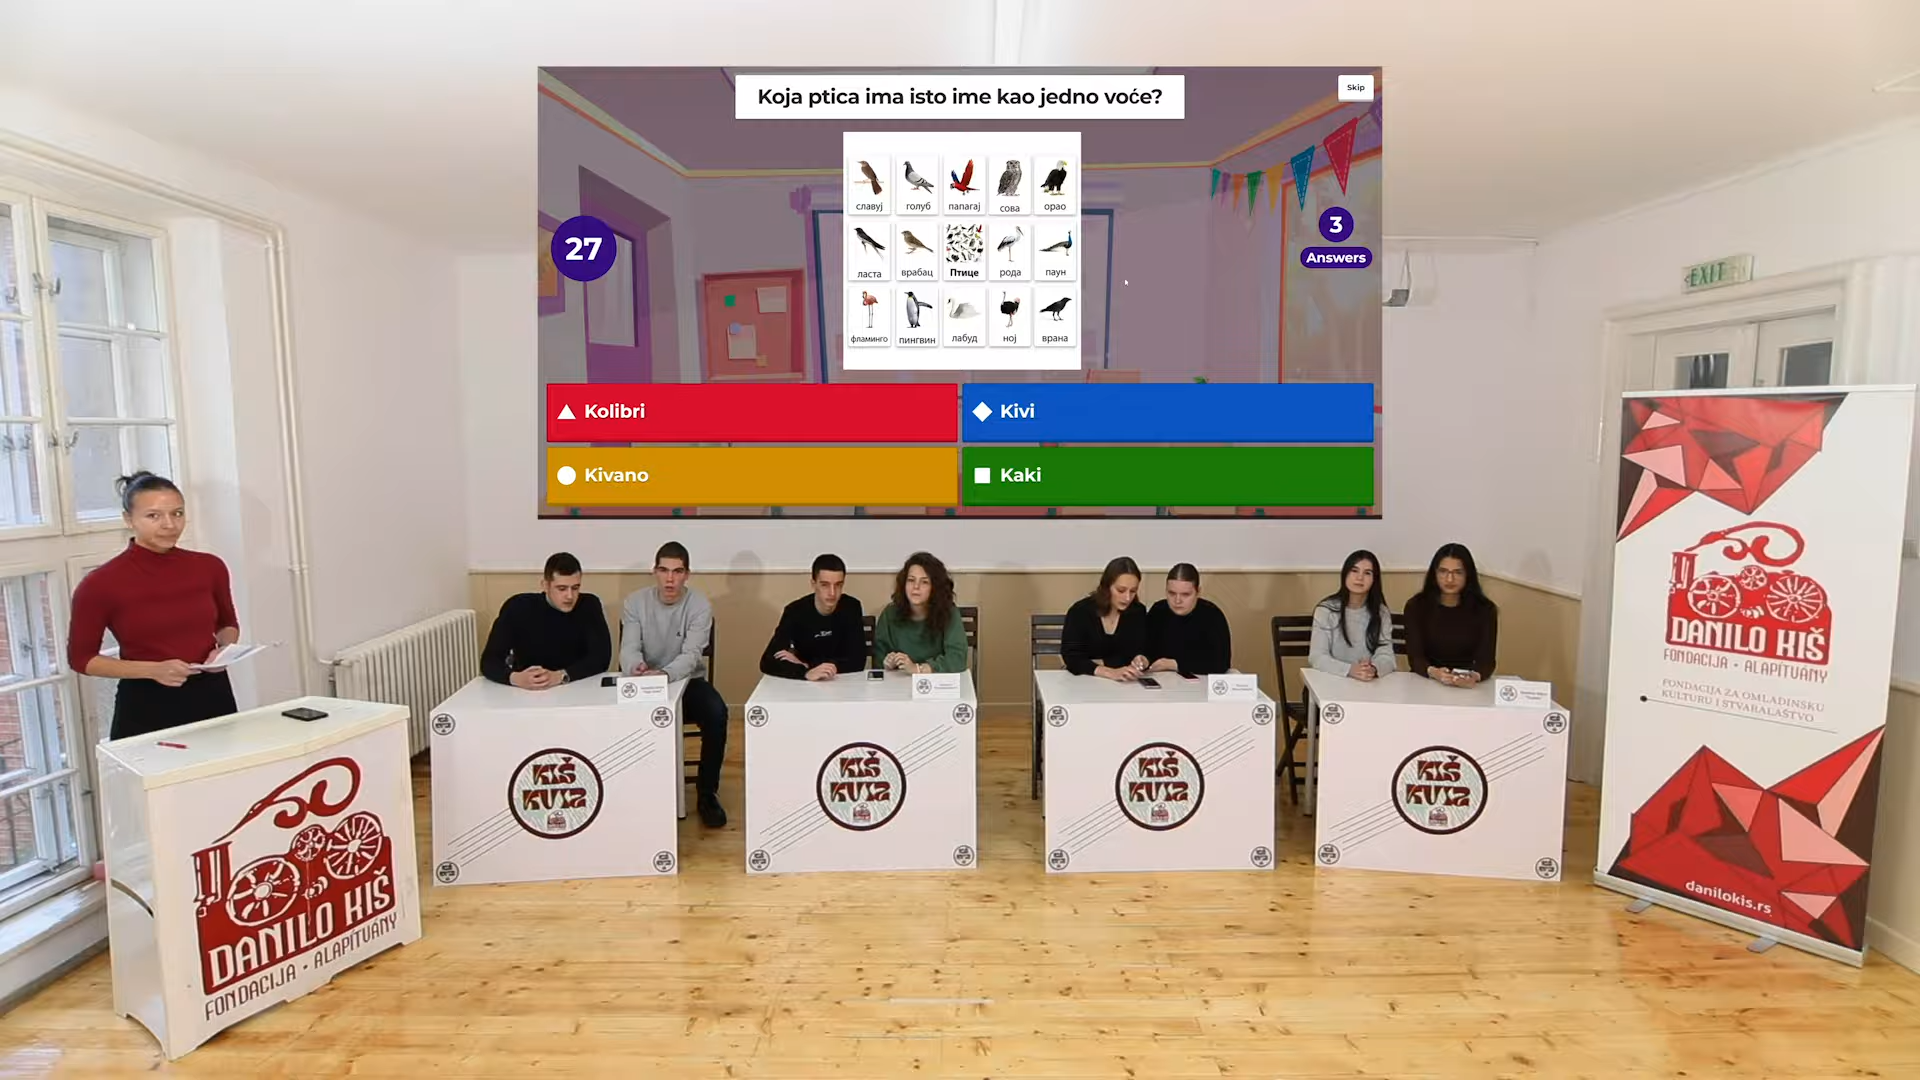 Koja ptica ima isto ime kao jedno voće?
Skip
27
3
Answers
славуј
голуб
папагај
сова
орао
ласта
врабац
Птице
рода
паун
фламинго
пингвин
лабуд
ној
врана
Kolibri
Kivi
Kivano
Kaki
EXIT
DANILO KIŠ
FONDACIJA • ALAPÍTVÁNY
FONDACIJA ZA OMLADINSKU
KULTURU I STVARALAŠTVO
danilokis.rs
KIŠ
KVIZ
KIŠ
KVIZ
KIŠ
KVIZ
KIŠ
KVIZ
DANILO KIŠ
FONDACIJA • ALAPÍTVÁNY